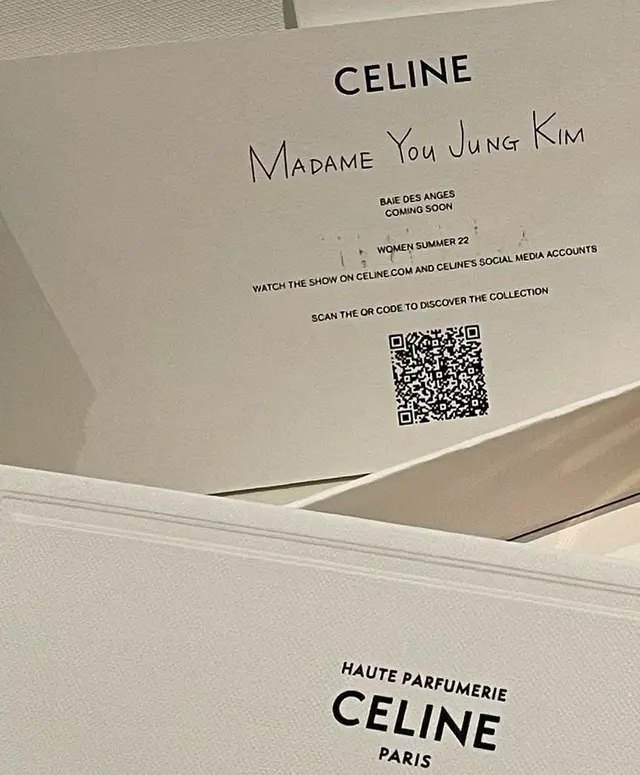 CELINE
MADAME YOU JUNG KIM
BAIE DES ANGES
COMING SOON
WOMEN SUMMER 22
WATCH THE SHOW ON CELINE.COM AND CELINE'S SOCIAL MEDIA ACCOUNTS
SCAN THE QR CODE TO DISCOVER THE COLLECTION
HAUTE PARFUMERIE
CELINE
PARIS